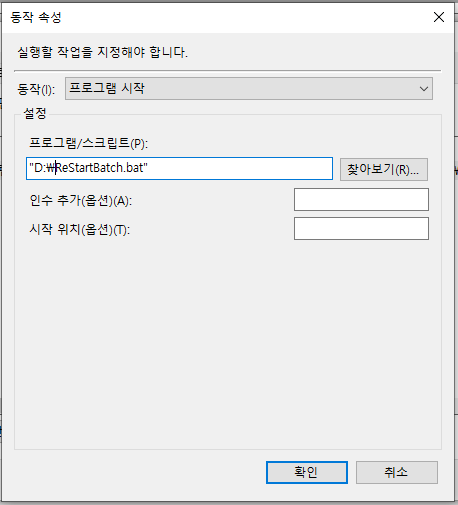 동작 속성
실행할 작업을 지정해야 합니다.
동작(I): 프로그램 시작
설정
프로그램/스크립트(P):
"D:\ReStartBatch.bat" 찾아보기(R)...
인수 추가(옵션)(A):
시작 위치(옵션)(T):
확인 취소